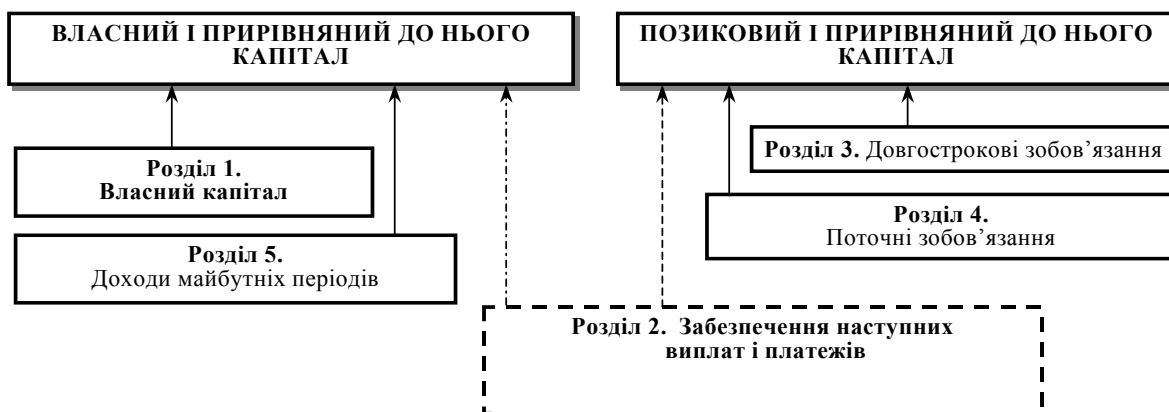 ВЛАСНИЙ І ПРИРІВНЯНИЙ ДО НЬОГО
КАПІТАЛ
ПОЗИКОВИЙ І ПРИРІВНЯНИЙ ДО НЬОГО
КАПІТАЛ
Розділ 1.
Власний капітал
Розділ 3. Довгострокові зобов’язання
Розділ 4.
Поточні зобов’язання
Розділ 5.
Доходи майбутніх періодів
Розділ 2. Забезпечення наступних
виплат і платежів